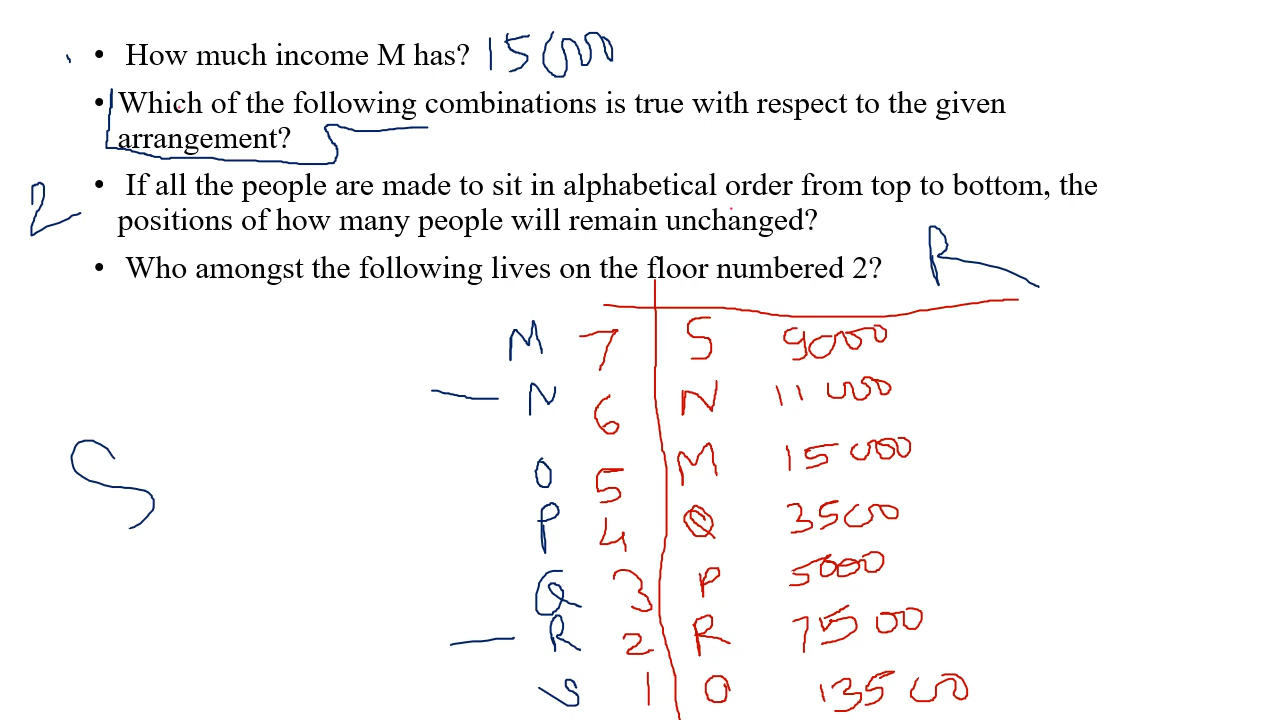 • How much income M has? 15000
• Which of the following combinations is true with respect to the given
arrangement?
2 • If all the people are made to sit in alphabetical order from top to bottom, the
positions of how many people will remain unchanged?
• Who amongst the following lives on the floor numbered 2? R
M 7 S 9000
N 6 N 11000
O 5 M 15000
P 4 Q 3500
Q 3 P 5000
R 2 R 7500
S 1 O 13500
S